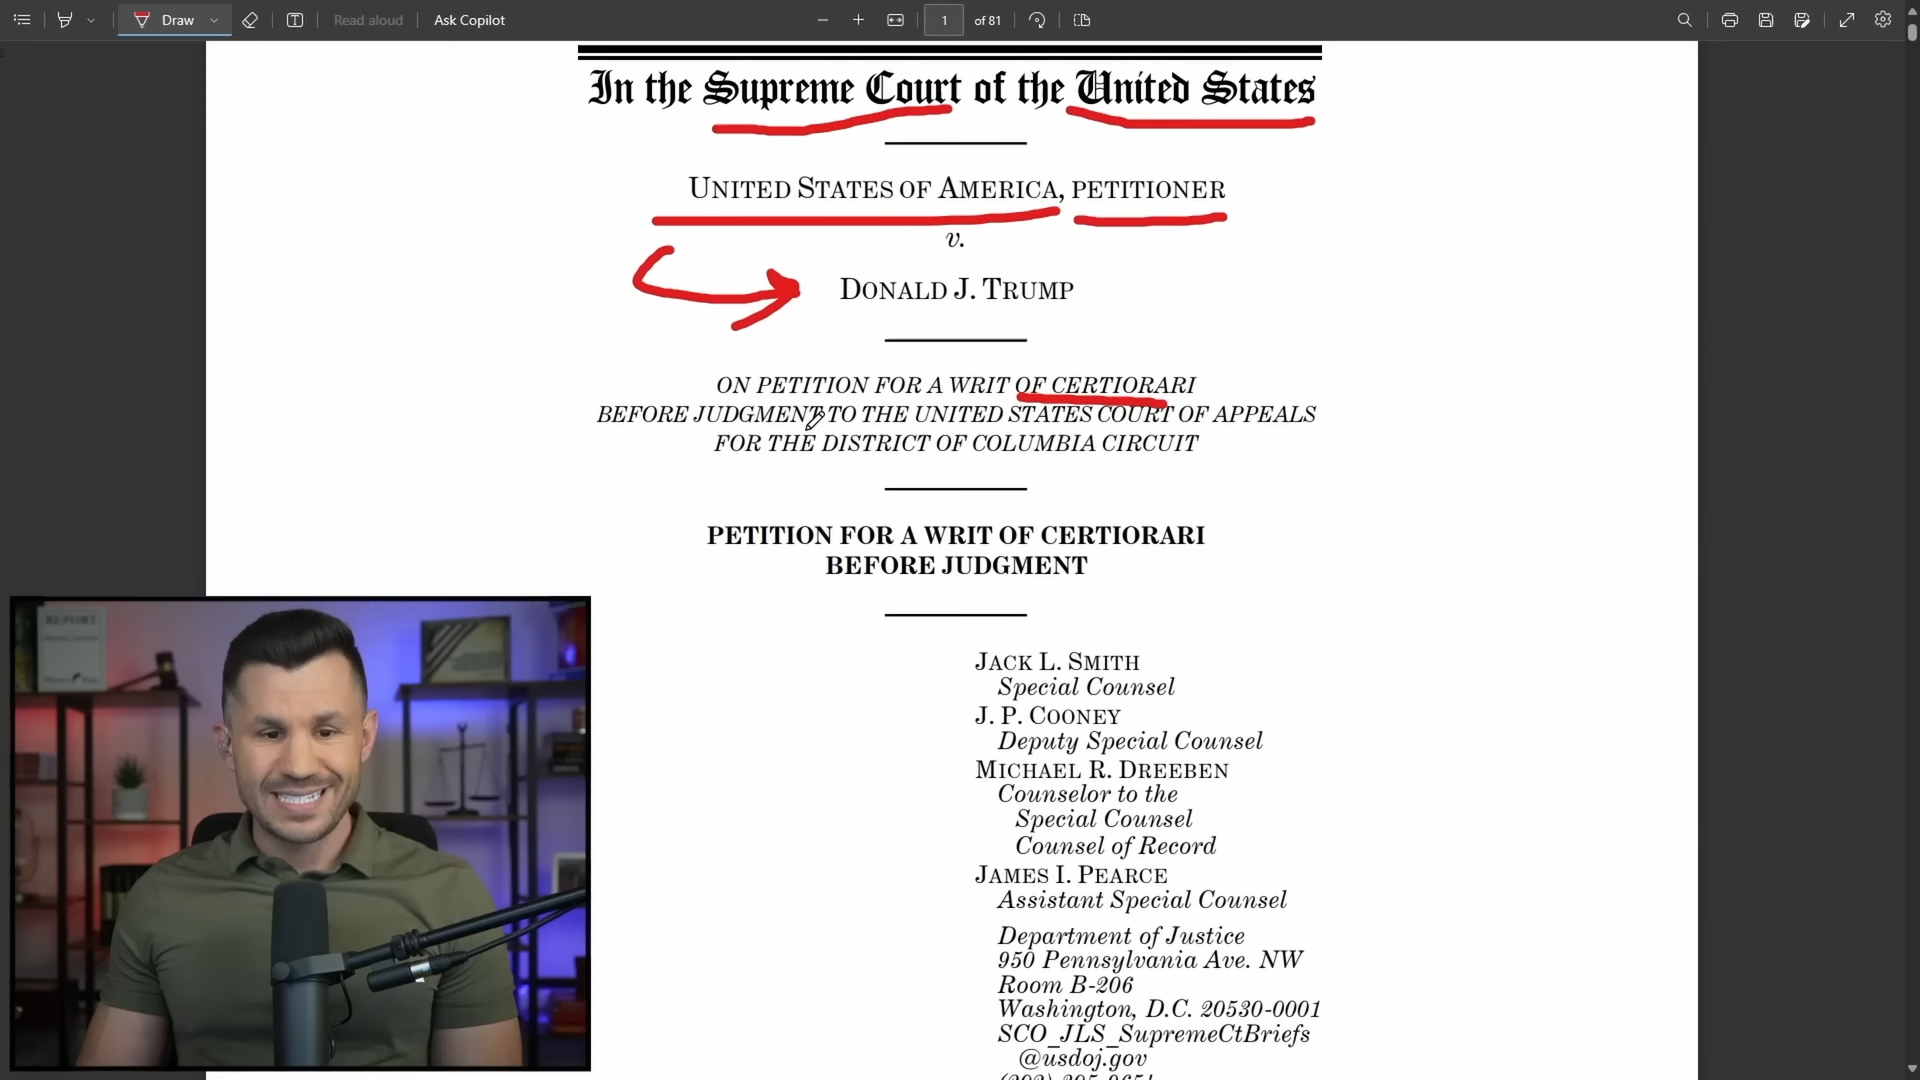 Draw
Read aloud
Ask Copilot
1 of 81
In the Supreme Court of the United States
UNITED STATES OF AMERICA, PETITIONER
v.
DONALD J. TRUMP
ON PETITION FOR A WRIT OF CERTIORARI
BEFORE JUDGMENT TO THE UNITED STATES COURT OF APPEALS
FOR THE DISTRICT OF COLUMBIA CIRCUIT
PETITION FOR A WRIT OF CERTIORARI
BEFORE JUDGMENT
JACK L. SMITH
Special Counsel
J. P. COONEY
Deputy Special Counsel
MICHAEL R. DREEBEN
Counselor to the
Special Counsel
Counsel of Record
JAMES I. PEARCE
Assistant Special Counsel
Department of Justice
950 Pennsylvania Ave. NW
Room B-206
Washington, D.C. 20530-0001
SCO_JLS_SupremeCtBriefs
@usdoj.gov
REPORT